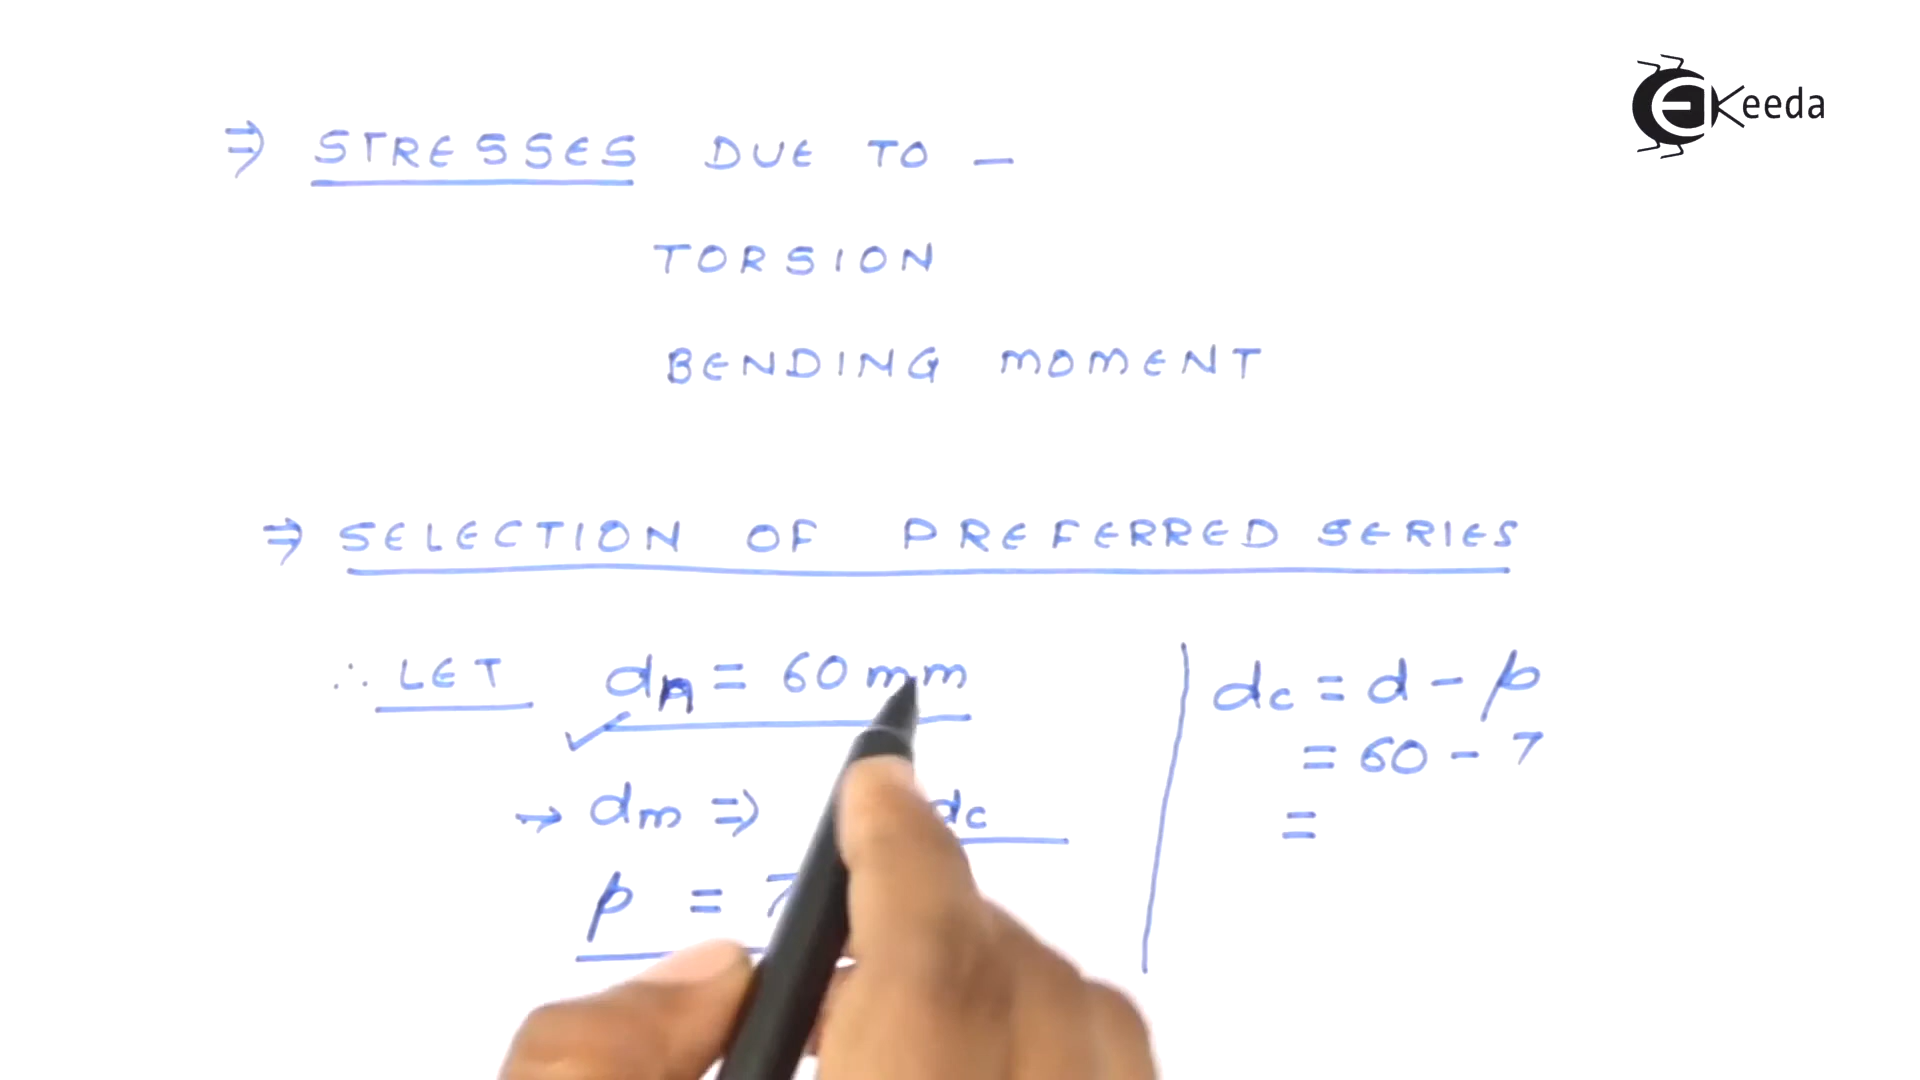 Keeda
⇒ STRESSES DUE TO –
TORSION
BENDING MOMENT
⇒ SELECTION OF PREFERRED SERIES
∴ LET dn = 60 mm
→ dm ⇒ dc
p = 7
dc = d - p
= 60 - 7
=